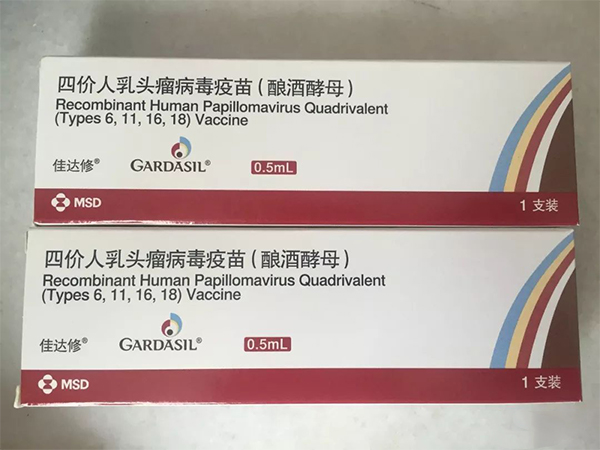 四价人乳头瘤病毒疫苗(酿酒酵母)
Recombinant Human Papillomavirus Quadrivalent
(Types 6, 11, 16, 18) Vaccine
佳达修® GARDASIL® 0.5mL
MSD 1 支装
四价人乳头瘤病毒疫苗(酿酒酵母)
Recombinant Human Papillomavirus Quadrivalent
(Types 6, 11, 16, 18) Vaccine
佳达修® GARDASIL® 0.5mL
MSD 1 支装